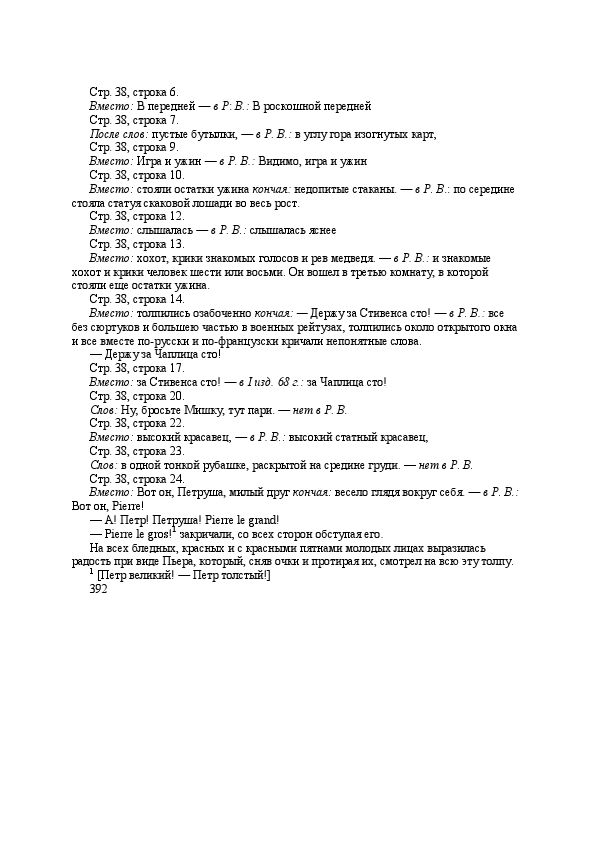 Стр. 38, строка 6.
Вместо: В передней — в Р: В.: В роскошной передней
Стр. 38, строка 7.
После слов: пустые бутылки, — в Р. В.: в углу гора изогнутых карт,
Стр. 38, строка 9.
Вместо: Игра и ужин — в Р. В.: Видимо, игра и ужин
Стр. 38, строка 10.
Вместо: стояли остатки ужина кончая: недопитые стаканы. — в Р. В.: по середине
стояла статуя скаковой лошади во весь рост.
Стр. 38, строка 12.
Вместо: слышалась — в Р. В.: слышалась яснее
Стр. 38, строка 13.
Вместо: хохот, крики знакомых голосов и рев медведя. — в Р. В.: и знакомые
хохот и крики человек шести или восьми. Он вошел в третью комнату, в которой
стояли еще остатки ужина.
Стр. 38, строка 14.
Вместо: толпились озабоченно кончая: — Держу за Стивенса сто! — в Р. В.: все
без сюртуков и большею частью в военных рейтузах, толпились около открытого окна
и все вместе по-русски и по-французски кричали непонятные слова.
— Держу за Чаплица сто!
Стр. 38, строка 17.
Вместо: за Стивенса сто! — в I изд. 68 г.: за Чаплица сто!
Стр. 38, строка 20.
Слов: Ну, бросьте Мишку, тут пари. — нет в Р. В.
Стр. 38, строка 22.
Вместо: высокий красавец, — в Р. В.: высокий статный красавец,
Стр. 38, строка 23.
Слов: в одной тонкой рубашке, раскрытой на средине груди. — нет в Р. В.
Стр. 38, строка 24.
Вместо: Вот он, Петруша, милый друг кончая: весело глядя вокруг себя. — в Р. В.:
Вот он, Pierre!
— А! Петр! Петруша! Pierre le grand!
— Pierre le gros!¹ закричали, со всех сторон обступая его.
На всех бледных, красных и с красными пятнами молодых лицах выразилась
радость при виде Пьера, который, сняв очки и протирая их, смотрел на всю эту толпу.
¹ [Петр великий! — Петр толстый!]
392